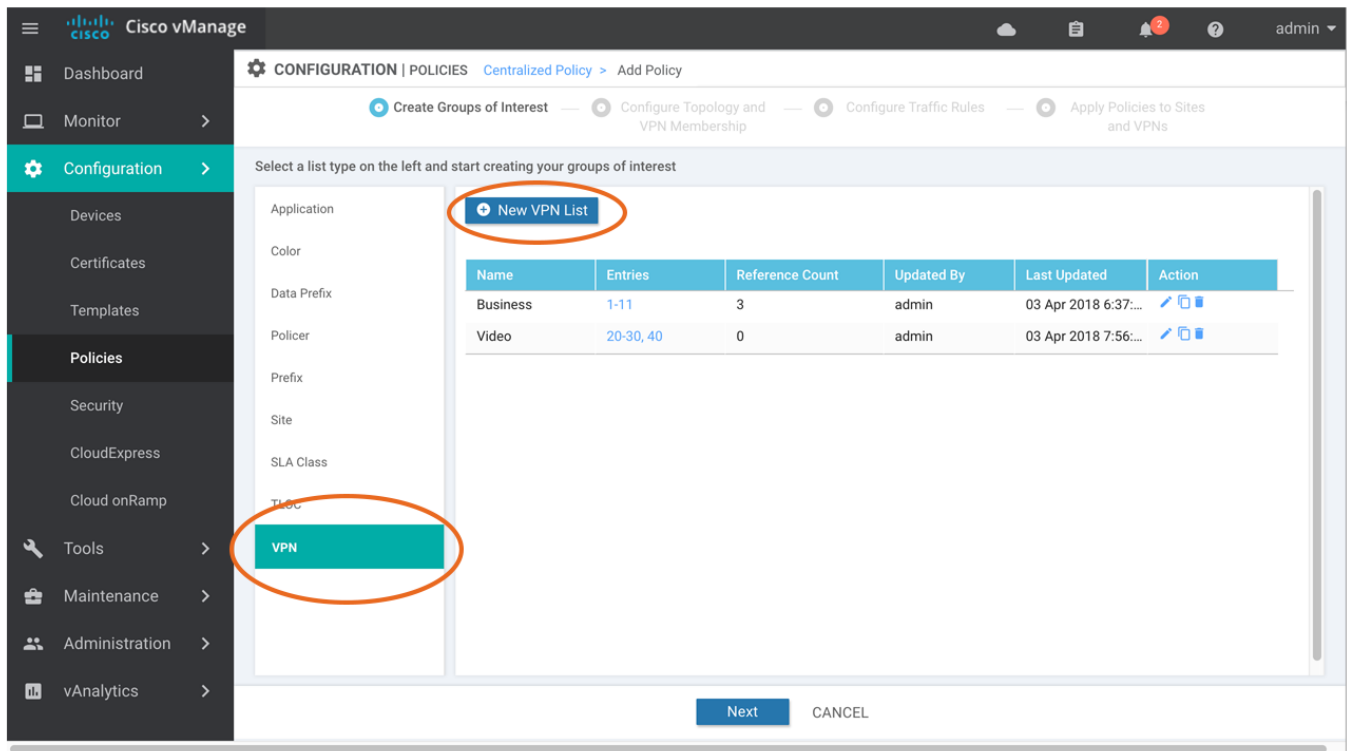 cisco Cisco vManage
2
admin
Dashboard
Monitor
Configuration
Devices
Certificates
Templates
Policies
Security
CloudExpress
Cloud onRamp
Tools
Maintenance
Administration
vAnalytics
CONFIGURATION | POLICIES Centralized Policy > Add Policy
Create Groups of Interest
Configure Topology and
VPN Membership
Configure Traffic Rules
Apply Policies to Sites
and VPNs
Select a list type on the left and start creating your groups of interest
Application
Color
Data Prefix
Policer
Prefix
Site
SLA Class
TLOC
VPN
New VPN List
Name Entries Reference Count Updated By Last Updated Action
Business 1-11 3 admin 03 Apr 2018 6:37:...
Video 20-30, 40 0 admin 03 Apr 2018 7:56:...
Next CANCEL